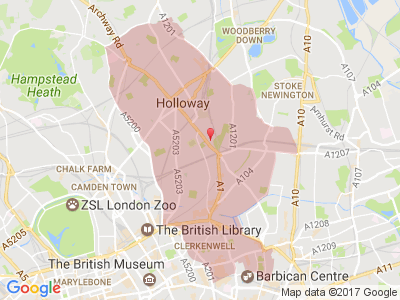 Archway Rd
A1201
WOODBERRY
DOWN
A10
A107
Hampstead
Heath
Holloway
STOKE
NEWINGTON
A104
A10
Amhurst Rd
A5200
A5203
A1201
A1207
CHALK FARM
A104
A1
CAMDEN TOWN
A5203
ZSL London Zoo
A10
A1208
The British Library
A5205
CLERKENWELL
A1209
The British Museum
MARYLEBONE
A5200
A201
Barbican Centre
Map data ©2017 Google